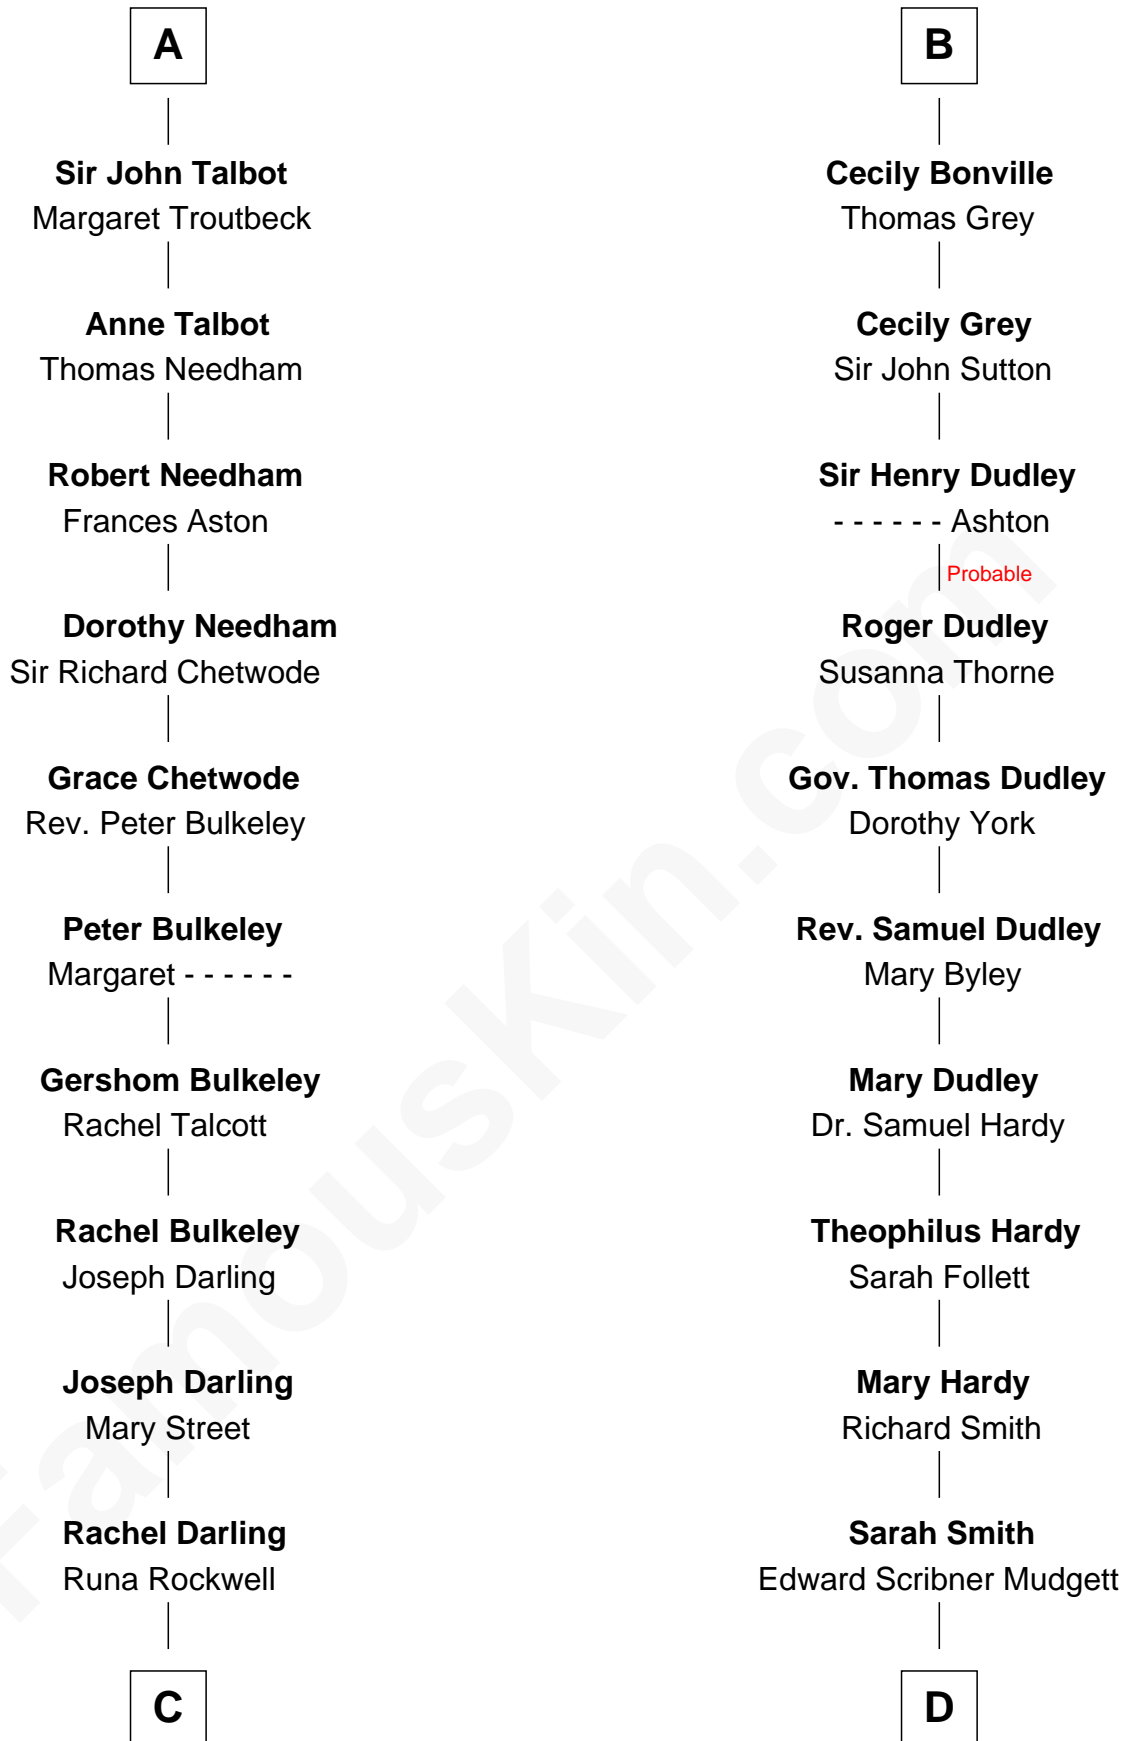 A
Sir John Talbot
Margaret Troutbeck
Anne Talbot
Thomas Needham
Robert Needham
Frances Aston
Dorothy Needham
Sir Richard Chetwode
Grace Chetwode
Rev. Peter Bulkeley
Peter Bulkeley
Margaret - - - - - -
Gershom Bulkeley
Rachel Talcott
Rachel Bulkeley
Joseph Darling
Joseph Darling
Mary Street
Rachel Darling
Runa Rockwell
C
B
Cecily Bonville
Thomas Grey
Cecily Grey
Sir John Sutton
Sir Henry Dudley
- - - - - - Ashton
Probable
Roger Dudley
Susanna Thorne
Gov. Thomas Dudley
Dorothy York
Rev. Samuel Dudley
Mary Byley
Mary Dudley
Dr. Samuel Hardy
Theophilus Hardy
Sarah Follett
Mary Hardy
Richard Smith
Sarah Smith
Edward Scribner Mudgett
D
FamousKin.com